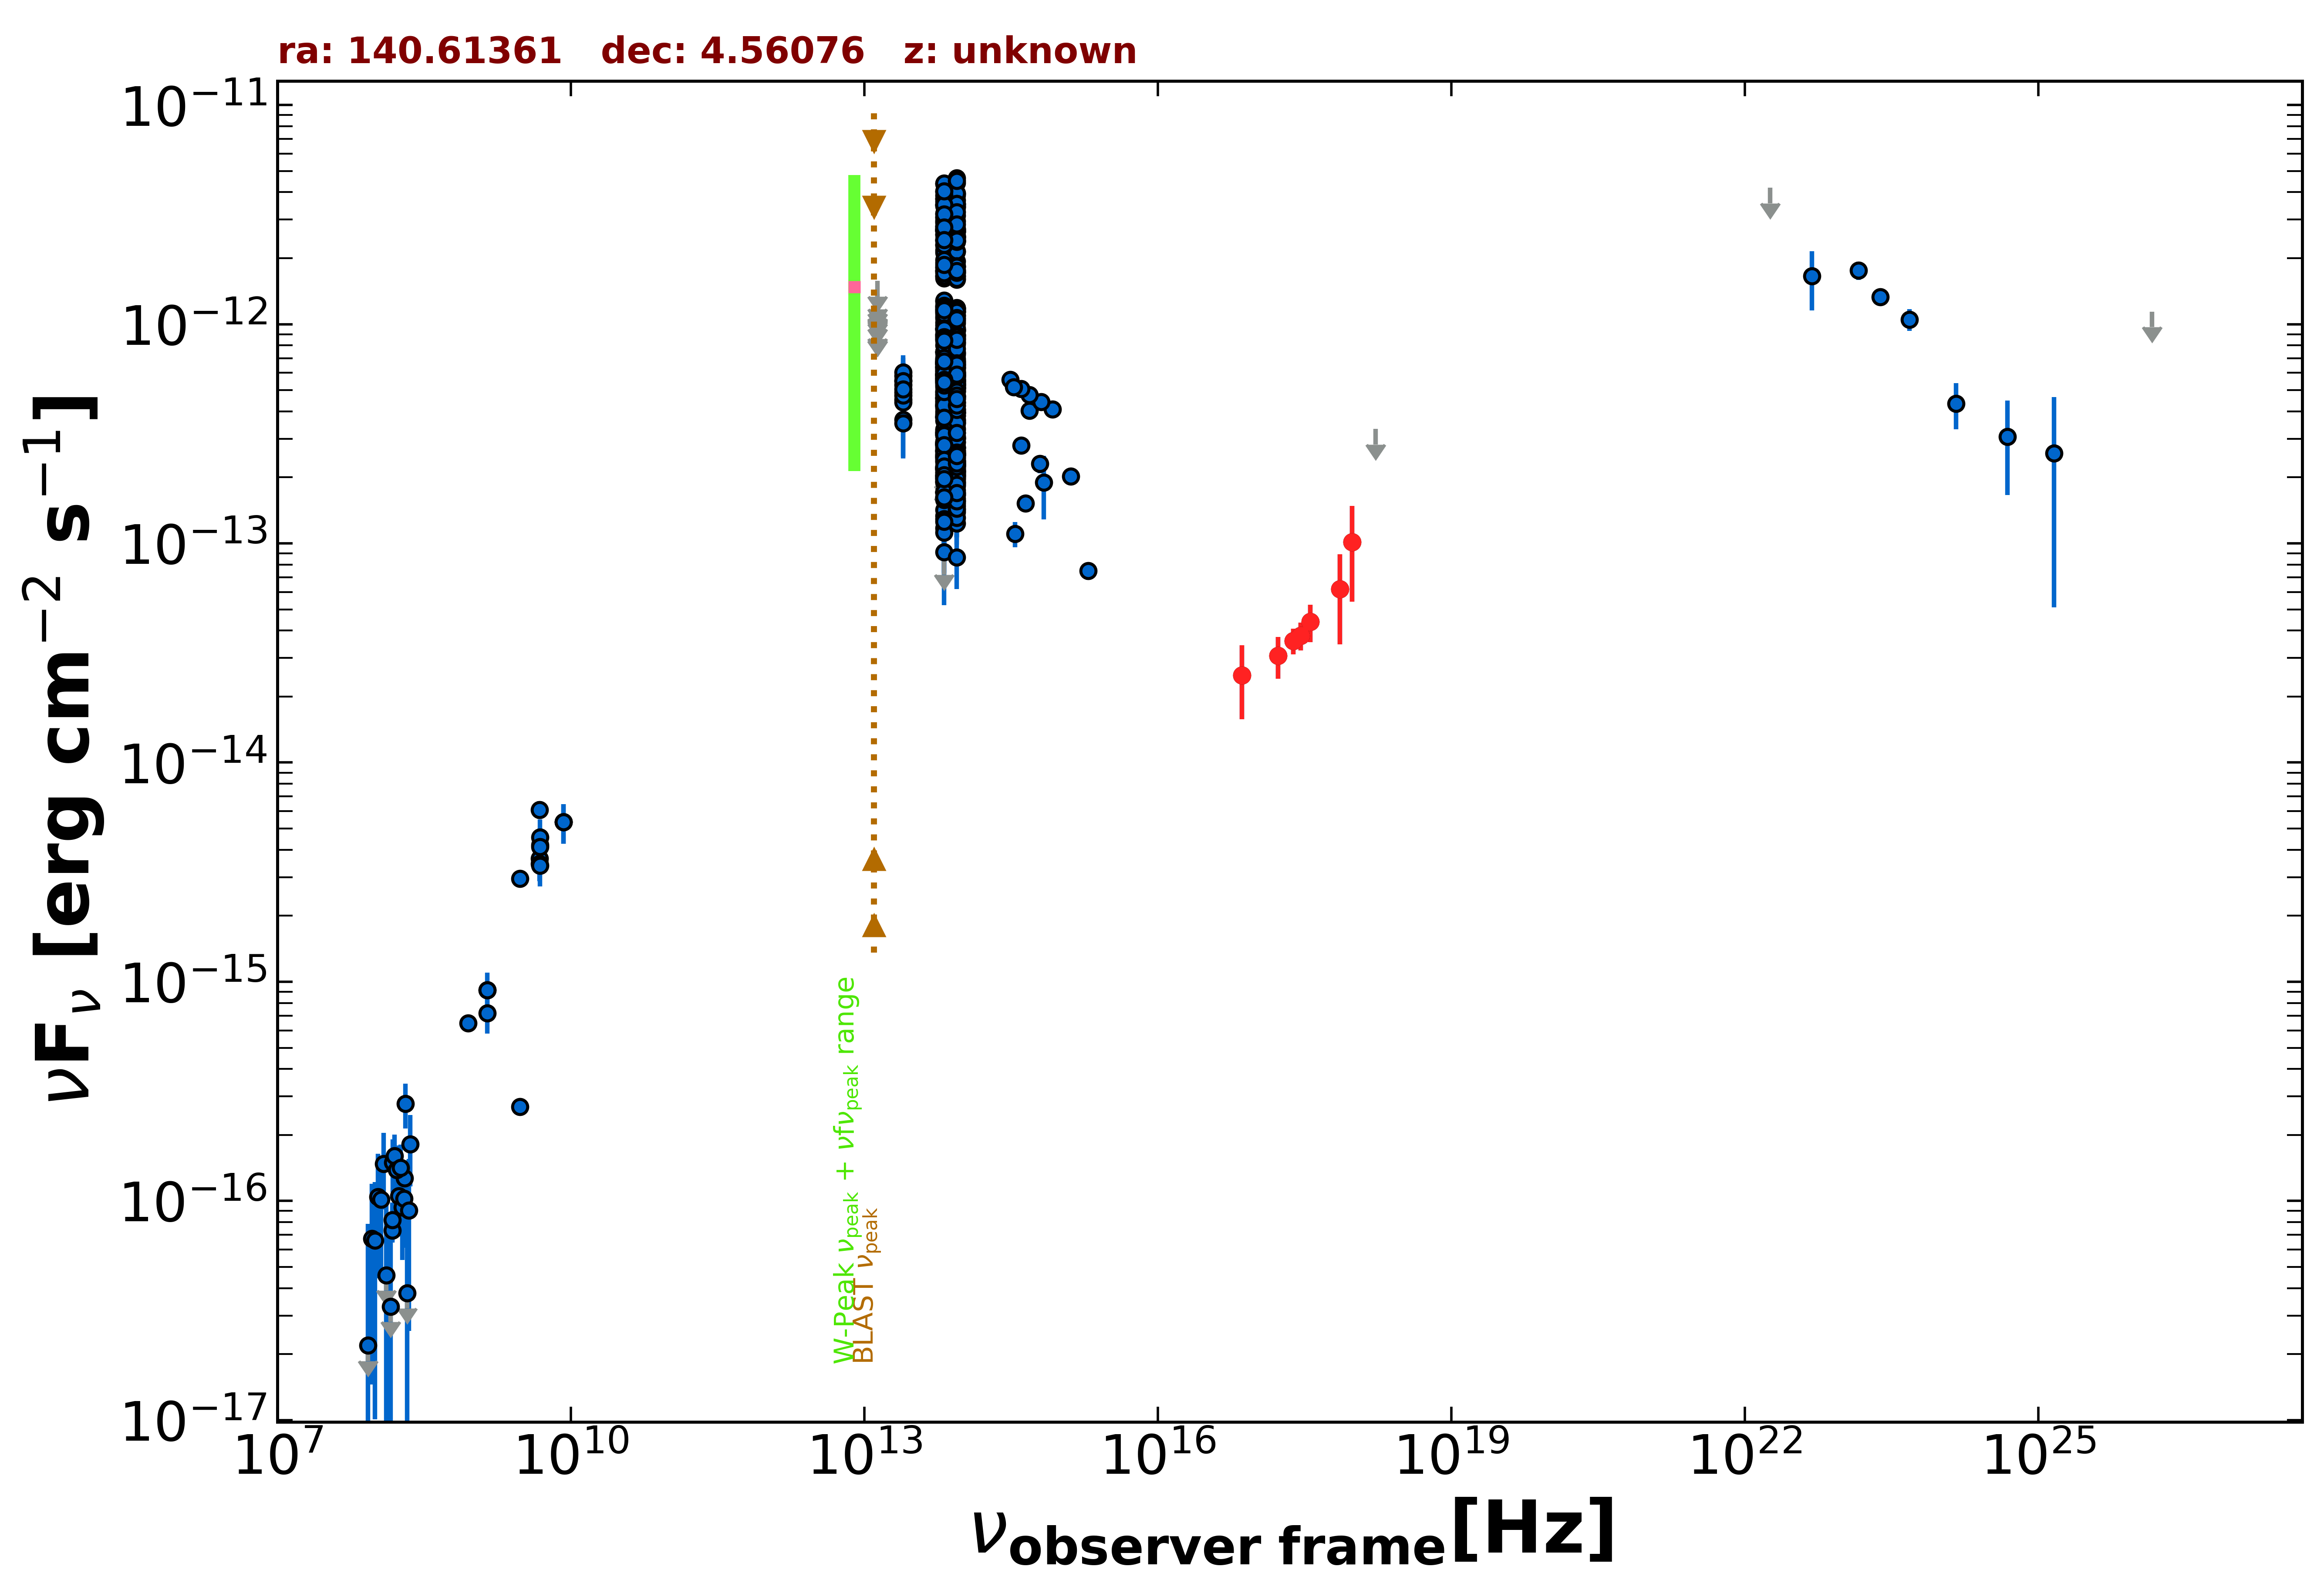 ra: 140.61361   dec: 4.56076   z: unknown
10⁻¹¹
10⁻¹²
10⁻¹³
10⁻¹⁴
10⁻¹⁵
10⁻¹⁶
10⁻¹⁷
νFν [erg cm⁻² s⁻¹]
W-Peak νpeak + νfνpeak range
BLAST νpeak
10⁷ 10¹⁰ 10¹³ 10¹⁶ 10¹⁹ 10²² 10²⁵
νobserver frame[Hz]